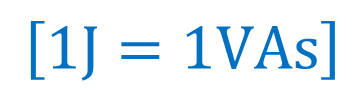 [1J = 1VAs]